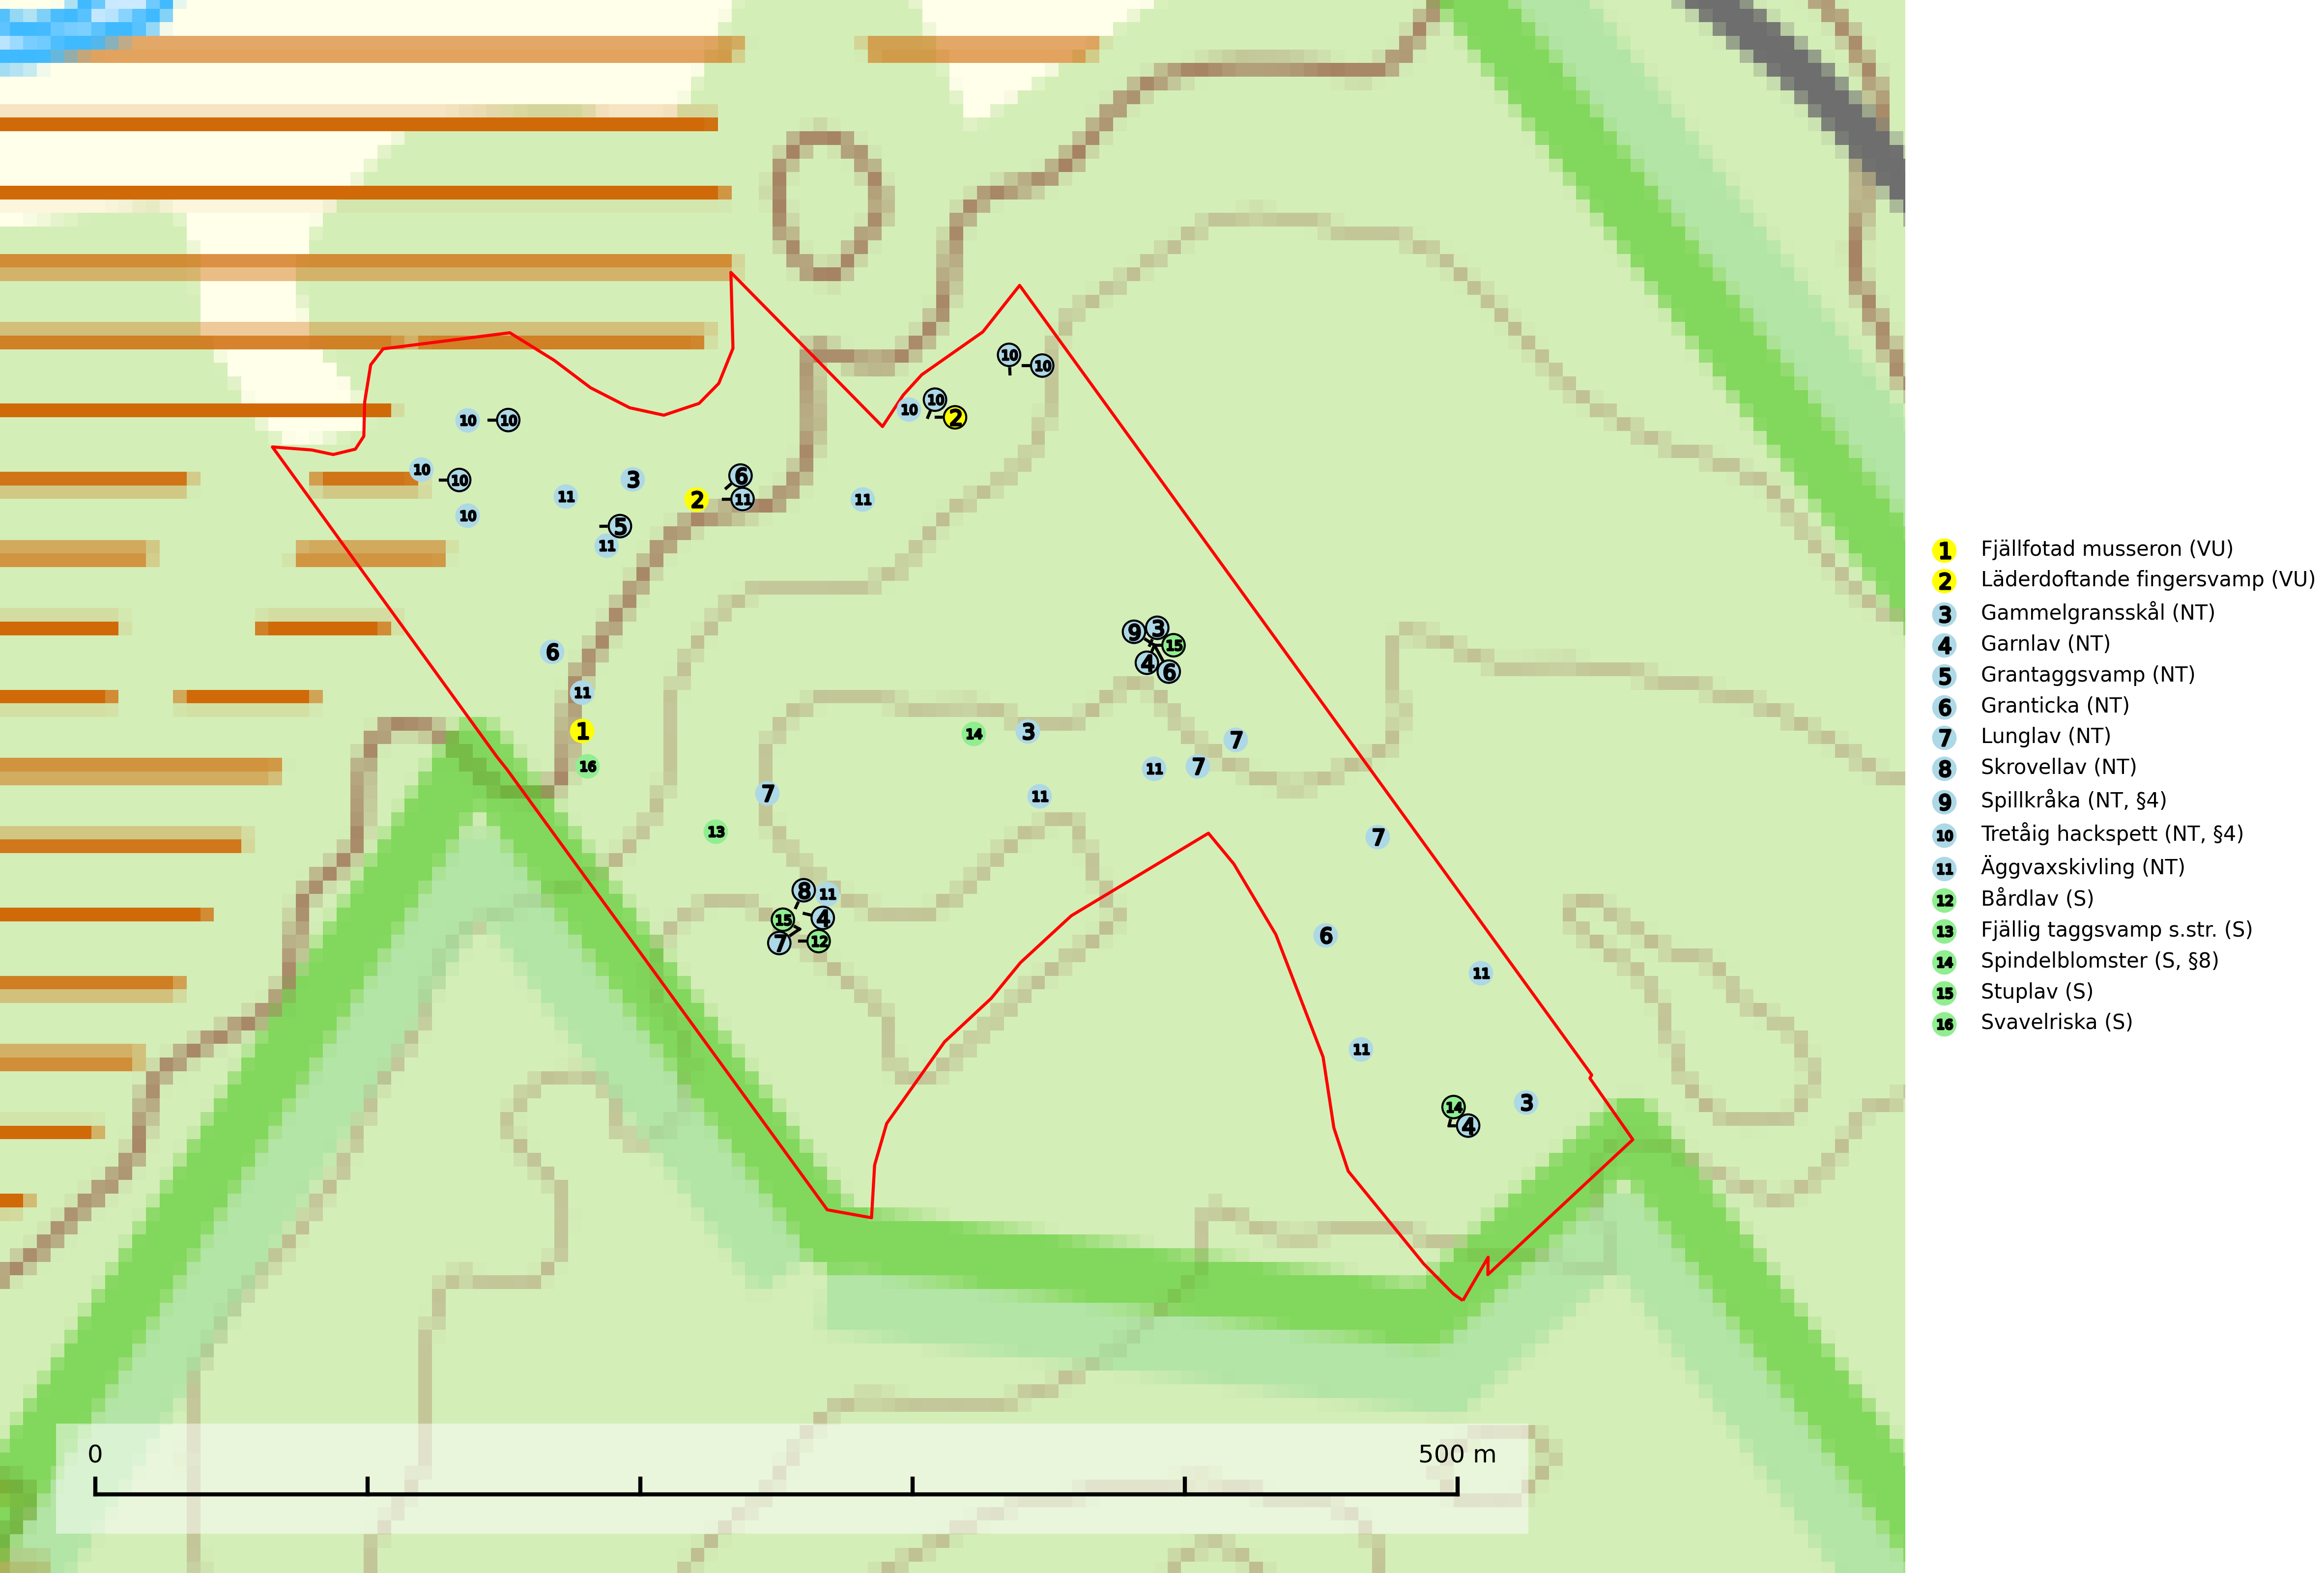 10
10
10
10
2
10
10
10
10
10
3
6
2
11
11
11
5
11
9
3
15
4
6
6
11
1
14
3
7
16
11
7
7
11
13
7
8
11
15
4
7
12
6
11
11
14
3
4
1 Fjällfotad musseron (VU)
2 Läderdoftande fingersvamp (VU)
3 Gammelgransskål (NT)
4 Garnlav (NT)
5 Grantaggsvamp (NT)
6 Granticka (NT)
7 Lunglav (NT)
8 Skrovellav (NT)
9 Spillkråka (NT, §4)
10 Tretåig hackspett (NT, §4)
11 Äggvaxskivling (NT)
12 Bårdlav (S)
13 Fjällig taggsvamp s.str. (S)
14 Spindelblomster (S, §8)
15 Stuplav (S)
16 Svavelriska (S)
0 500 m